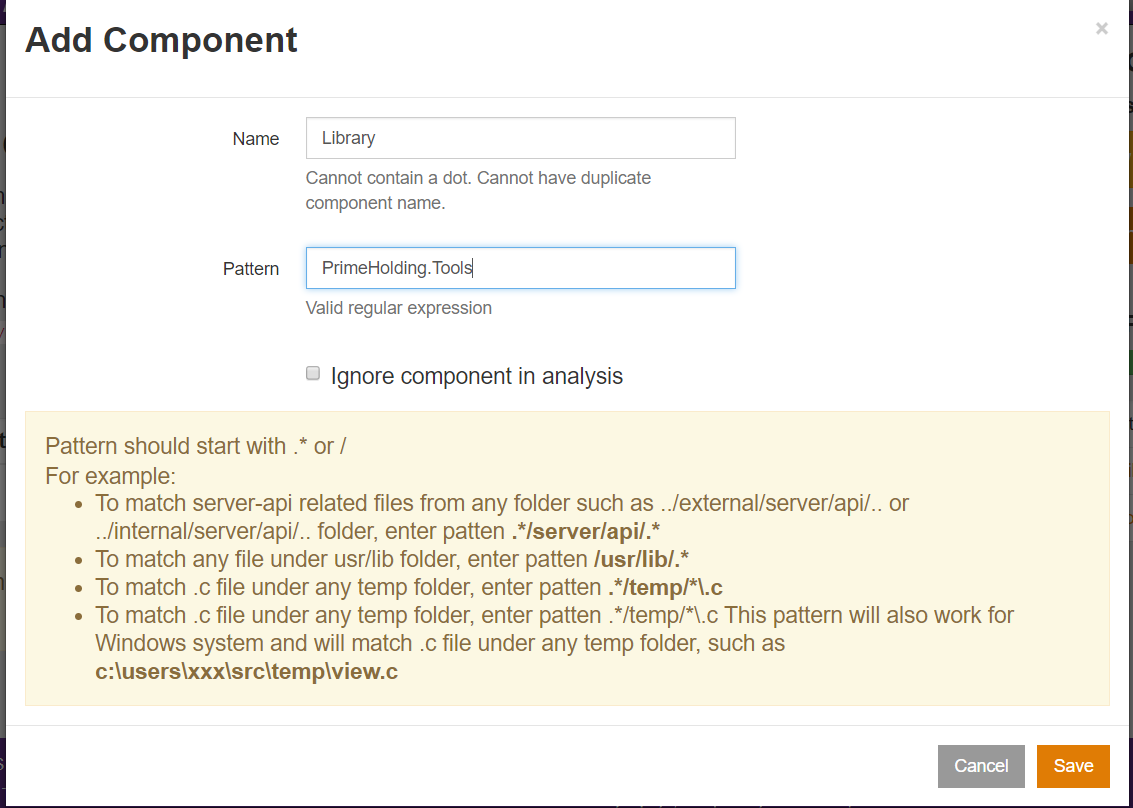 Add Component
×
Name
Library
Cannot contain a dot. Cannot have duplicate
component name.
Pattern
PrimeHolding.Tools
Valid regular expression
Ignore component in analysis
Pattern should start with .* or /
For example:
• To match server-api related files from any folder such as ../external/server/api/.. or
../internal/server/api/.. folder, enter patten .*/server/api/.*
• To match any file under usr/lib folder, enter patten /usr/lib/.*
• To match .c file under any temp folder, enter patten .*/temp/*\.c
• To match .c file under any temp folder, enter patten .*/temp/*\.c This pattern will also work for
Windows system and will match .c file under any temp folder, such as
c:\users\xxx\src\temp\view.c
Cancel
Save